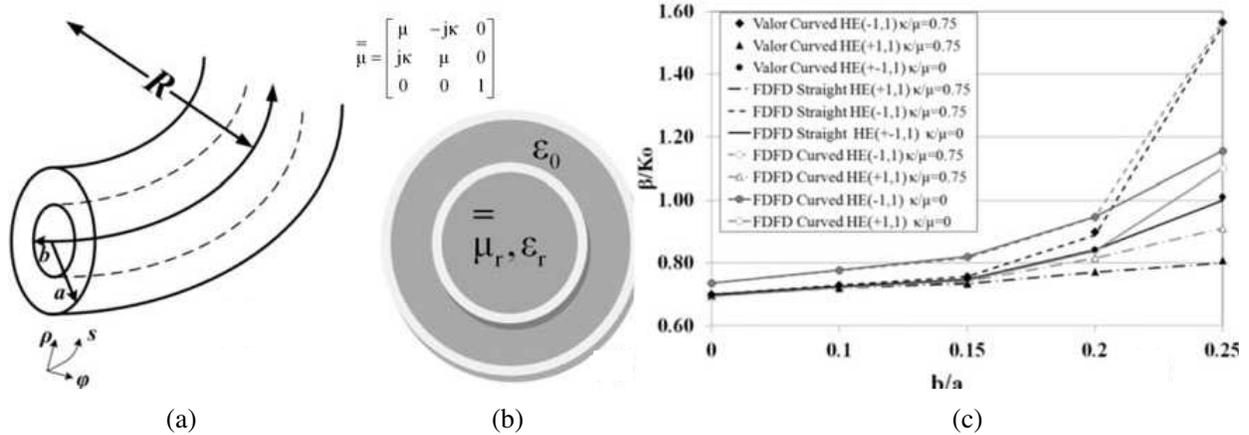 R
b
a
ρ
s
φ
(a)
=
μ = [ μ -jκ 0
jκ μ 0
0 0 1 ]
ε0
=
μr, εr
(b)
1.60
1.40
1.20
1.00
0.80
0.60
β/Ko
Valor Curved HE(-1,1) κ/μ=0.75
Valor Curved HE(+1,1) κ/μ=0.75
Valor Curved HE(+-1,1) κ/μ=0
FDFD Straight HE(+1,1) κ/μ=0.75
FDFD Straight HE(-1,1) κ/μ=0.75
FDFD Straight HE(+-1,1) κ/μ=0
FDFD Curved HE(-1,1) κ/μ=0.75
FDFD Curved HE(+1,1) κ/μ=0.75
FDFD Curved HE(-1,1) κ/μ=0
FDFD Curved HE(+1,1) κ/μ=0
0 0.1 0.15 0.2 0.25
b/a
(c)